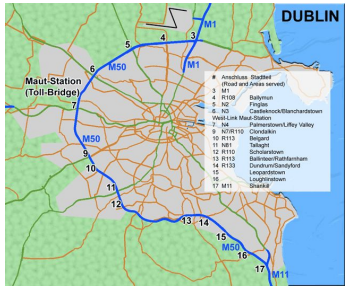 DUBLIN
M1
4
3
5
M50
M1
6
Maut-Station
(Toll-Bridge)
7
M50
# Anschluss Stadtteil
(Road and Areas served)
3 M1
4 R108 Ballymun
5 N2 Finglas
6 N3 Castleknock/Blanchardstown
West-Link Maut-Station
7 N4 Palmerstown/Liffey Valley
9 N7/R110 Clondalkin
10 R113 Belgard
11 N81 Tallaght
12 R110 Scholarstown
13 R113 Ballinteer/Rathfarnham
14 R133 Dundrum/Sandyford
15 Leopardstown
16 Loughlinstown
17 M11 Shankill
9
10
11
12
13
14
15
M50
16
17
M11